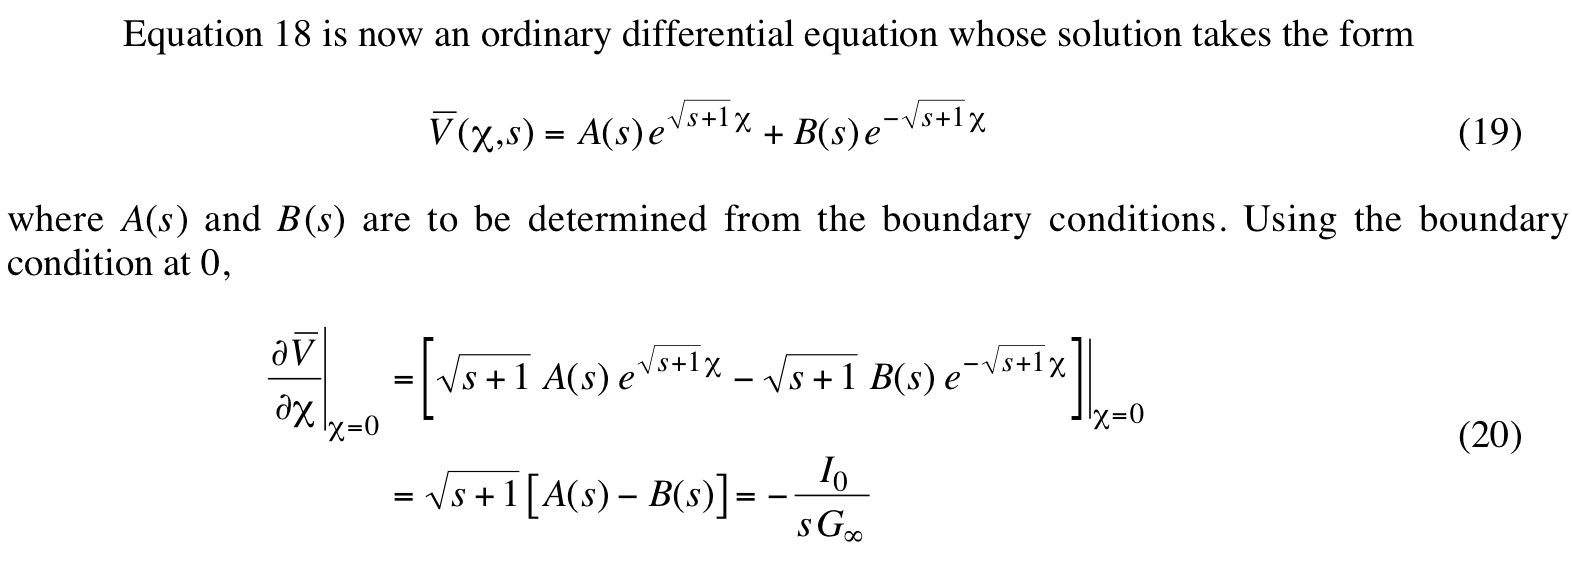 Equation 18 is now an ordinary differential equation whose solution takes the form
V̅(χ,s) = A(s) e^{√(s+1) χ} + B(s) e^{−√(s+1) χ} (19)
where A(s) and B(s) are to be determined from the boundary conditions. Using the boundary
condition at 0,
∂V̅/∂χ |_{χ=0} = [√(s+1) A(s) e^{√(s+1) χ} − √(s+1) B(s) e^{−√(s+1) χ}] |_{χ=0}
(20)
= √(s+1) [A(s) − B(s)] = − I₀/(s G_∞)